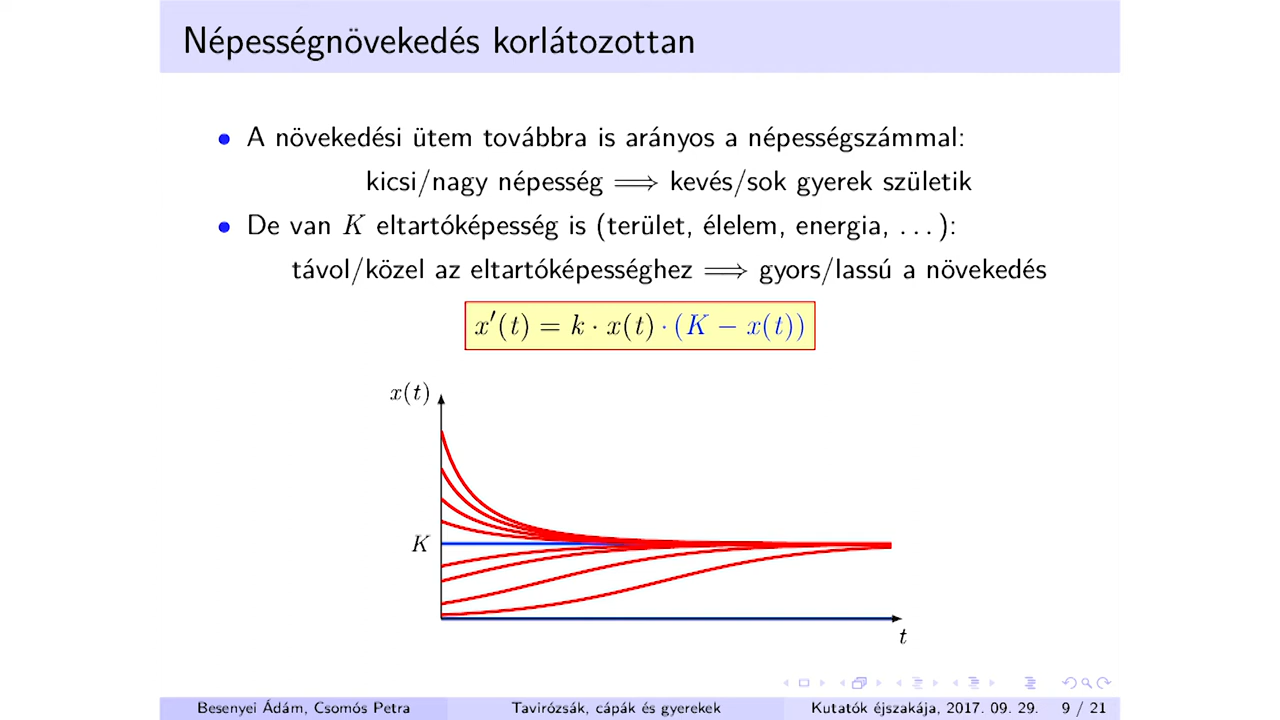 Népességnövekedés korlátozottan
• A növekedési ütem továbbra is arányos a népességszámmal:
kicsi/nagy népesség ⟹ kevés/sok gyerek születik
• De van K eltartóképesség is (terület, élelem, energia, ...):
távol/közel az eltartóképességhez ⟹ gyors/lassú a növekedés
x′(t) = k · x(t) · (K − x(t))
x(t)
K
t
Besenyei Ádám, Csomós Petra Tavirózsák, cápák és gyerekek Kutatók éjszakája, 2017. 09. 29. 9 / 21